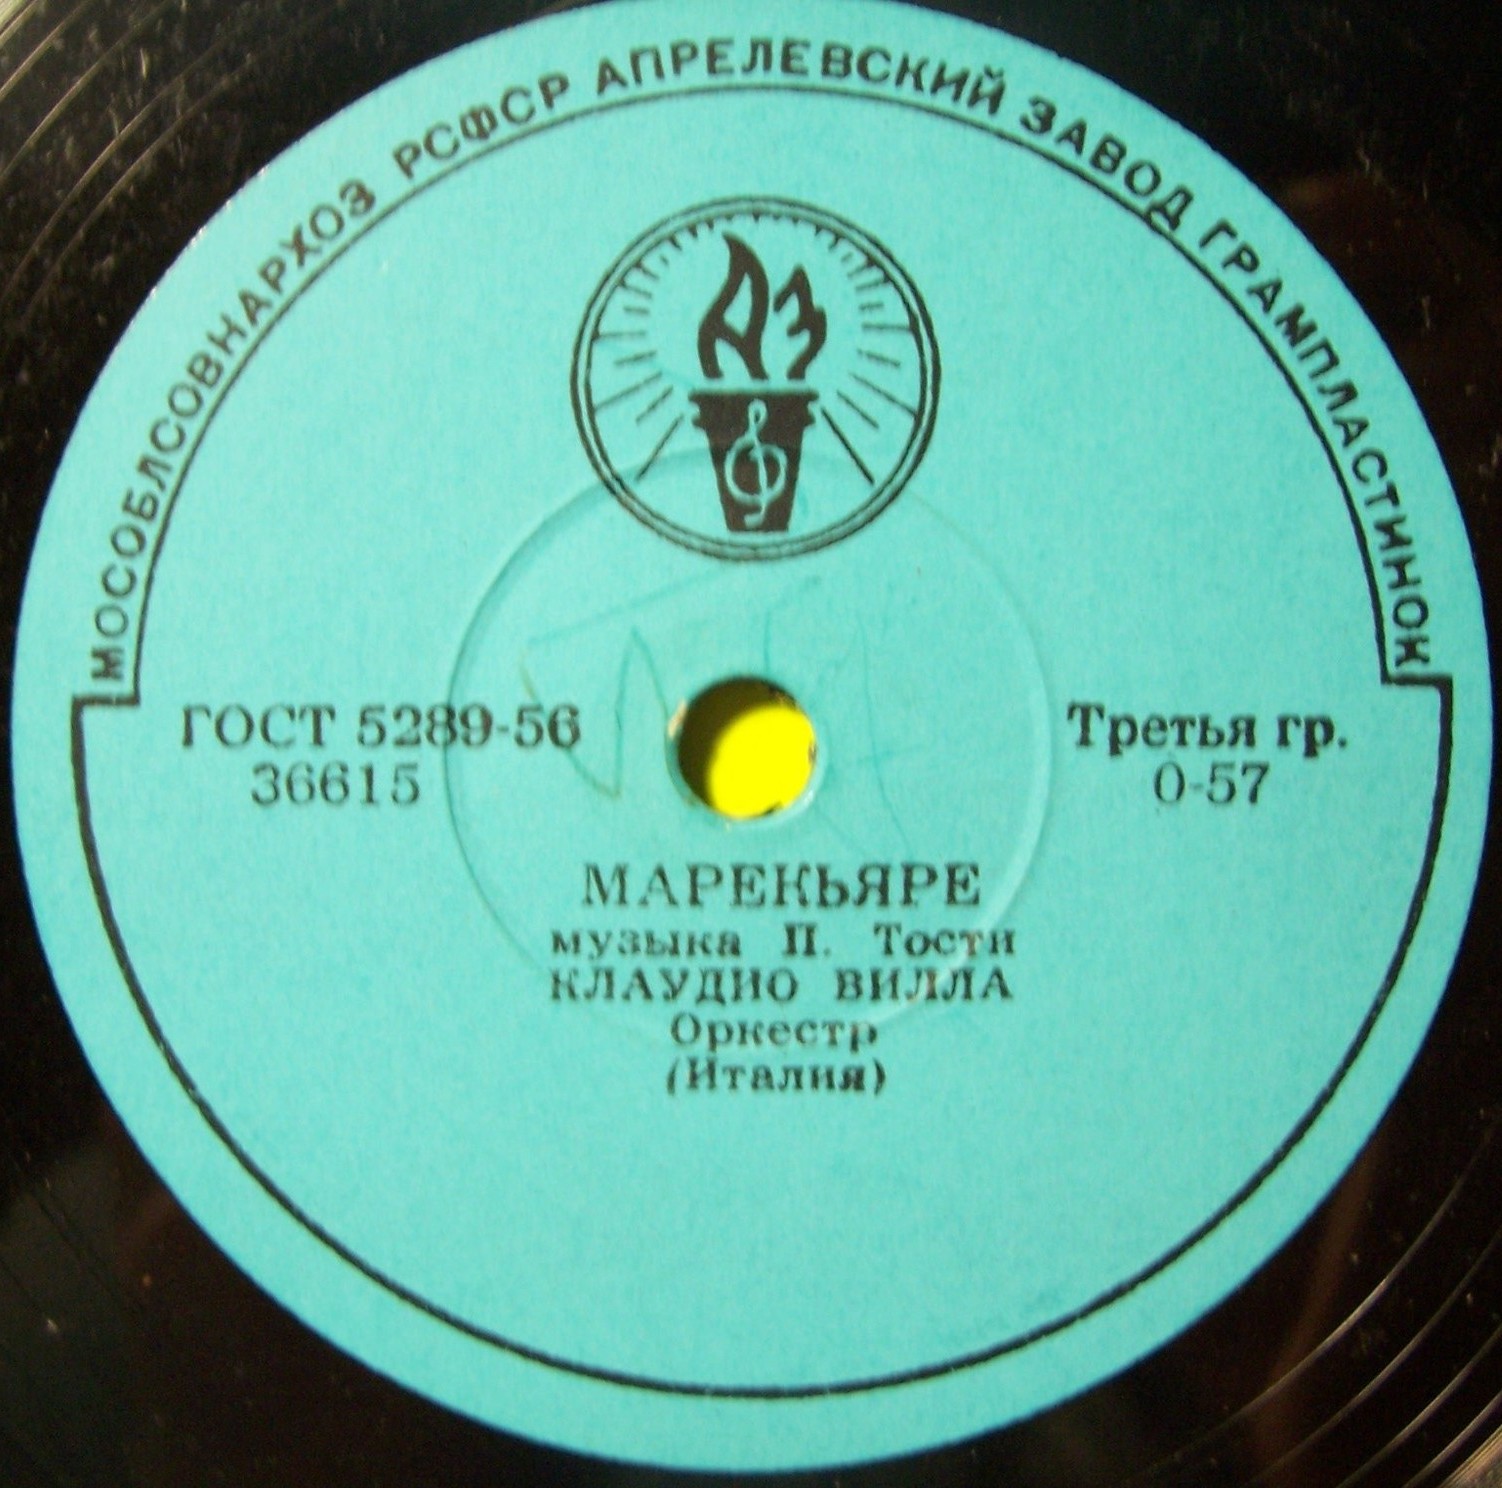 МОСОБЛСОВНАРХОЗ РСФСР АПРЕЛЕВСКИЙ ЗАВОД ГРАМПЛАСТИНОК
АЗ
ГОСТ 5289-56
36615
Третья гр.
0-57
МАРЕКЬЯРЕ
музыка П. Тости
КЛАУДИО ВИЛЛА
Оркестр
(Италия)